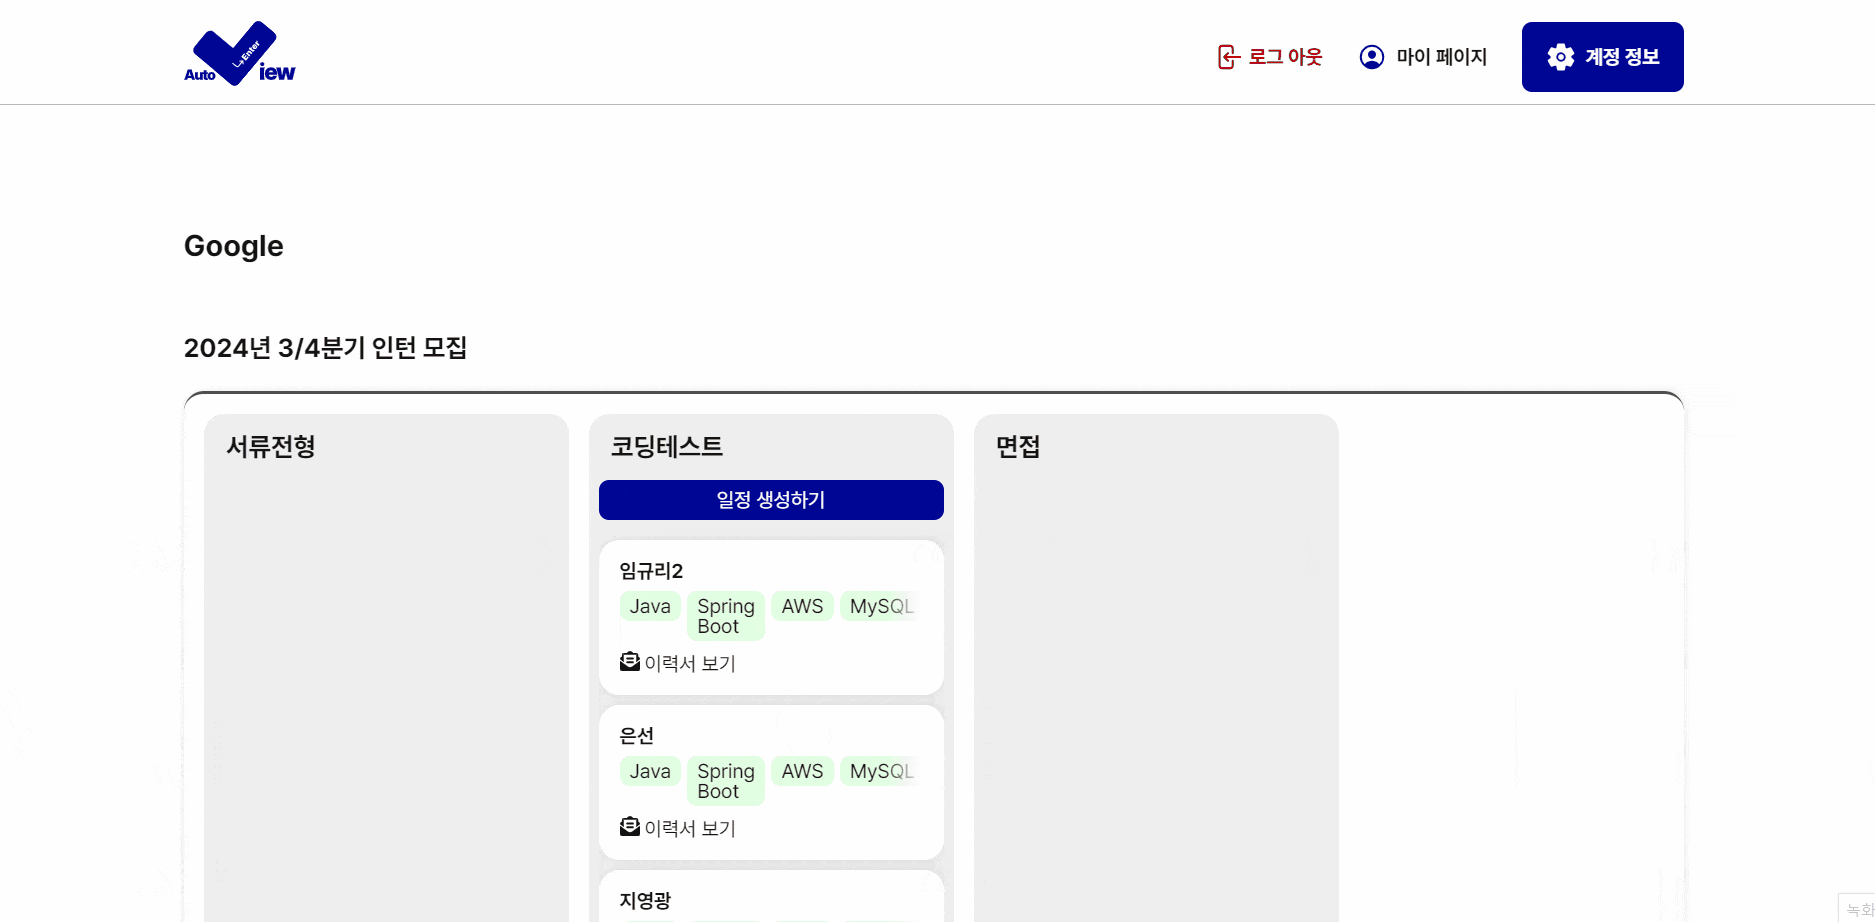 Auto
Enter
iew
로그 아웃
마이 페이지
계정 정보
Google
2024년 3/4분기 인턴 모집
서류전형
코딩테스트
면접
일정 생성하기
임규리2
Java
Spring
Boot
AWS
MySQL
이력서 보기
은선
Java
Spring
Boot
AWS
MySQL
이력서 보기
지영광